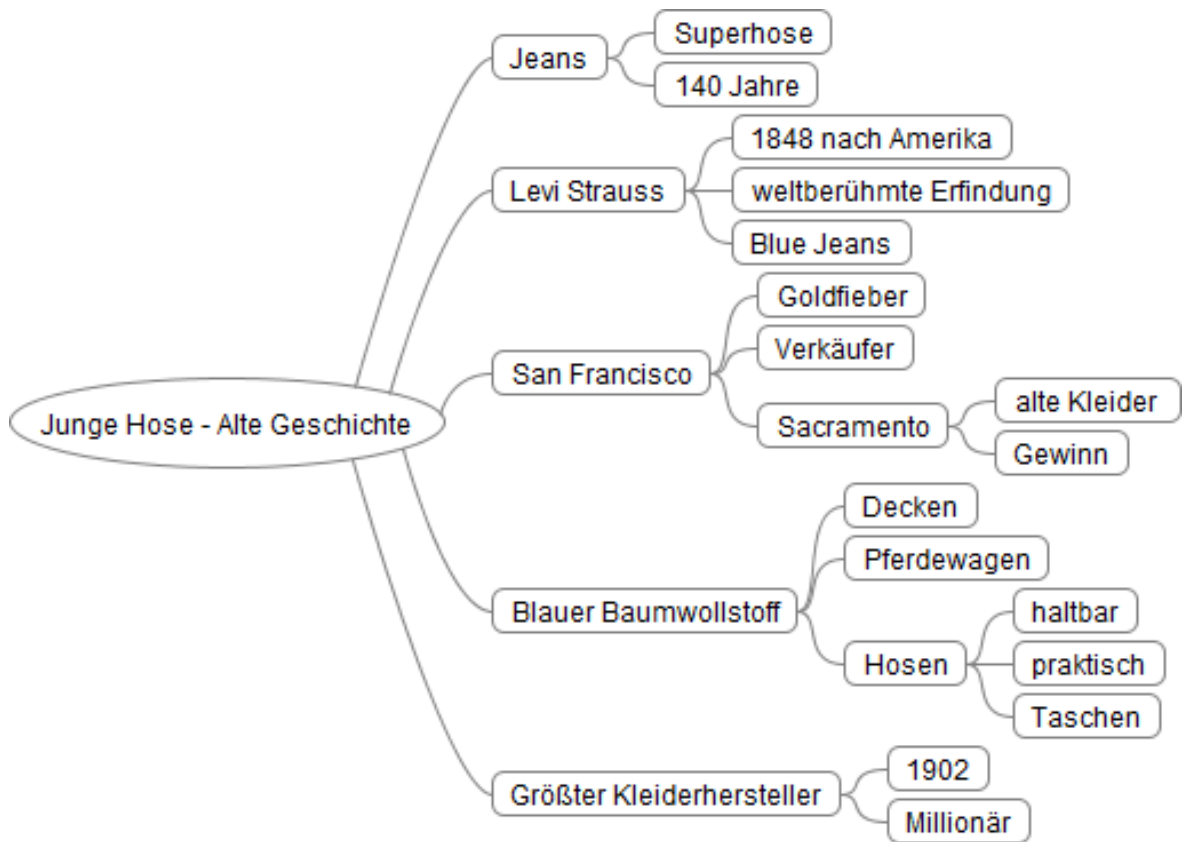 Junge Hose - Alte Geschichte
Jeans
Superhose
140 Jahre
Levi Strauss
1848 nach Amerika
weltberühmte Erfindung
Blue Jeans
San Francisco
Goldfieber
Verkäufer
Sacramento
alte Kleider
Gewinn
Blauer Baumwollstoff
Decken
Pferdewagen
Hosen
haltbar
praktisch
Taschen
Größter Kleiderhersteller
1902
Millionär